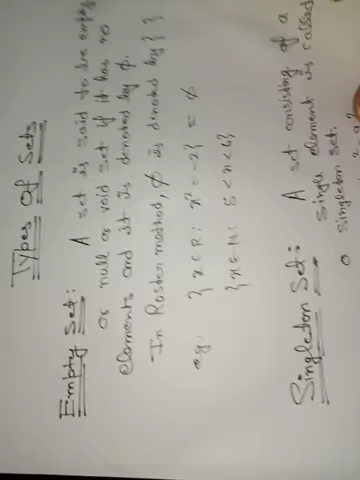 Types of Sets
Empty Set: A set is said to be empty
or null or void set if it has no
elements and it is denoted by φ.
In Roster method, φ is denoted by { }
eg. { x ∈ R : x² = -2 } = φ
{ x ∈ N : 5 < x < 6 }
Singleton Set: A set consisting of a
single element is called
a singleton set.